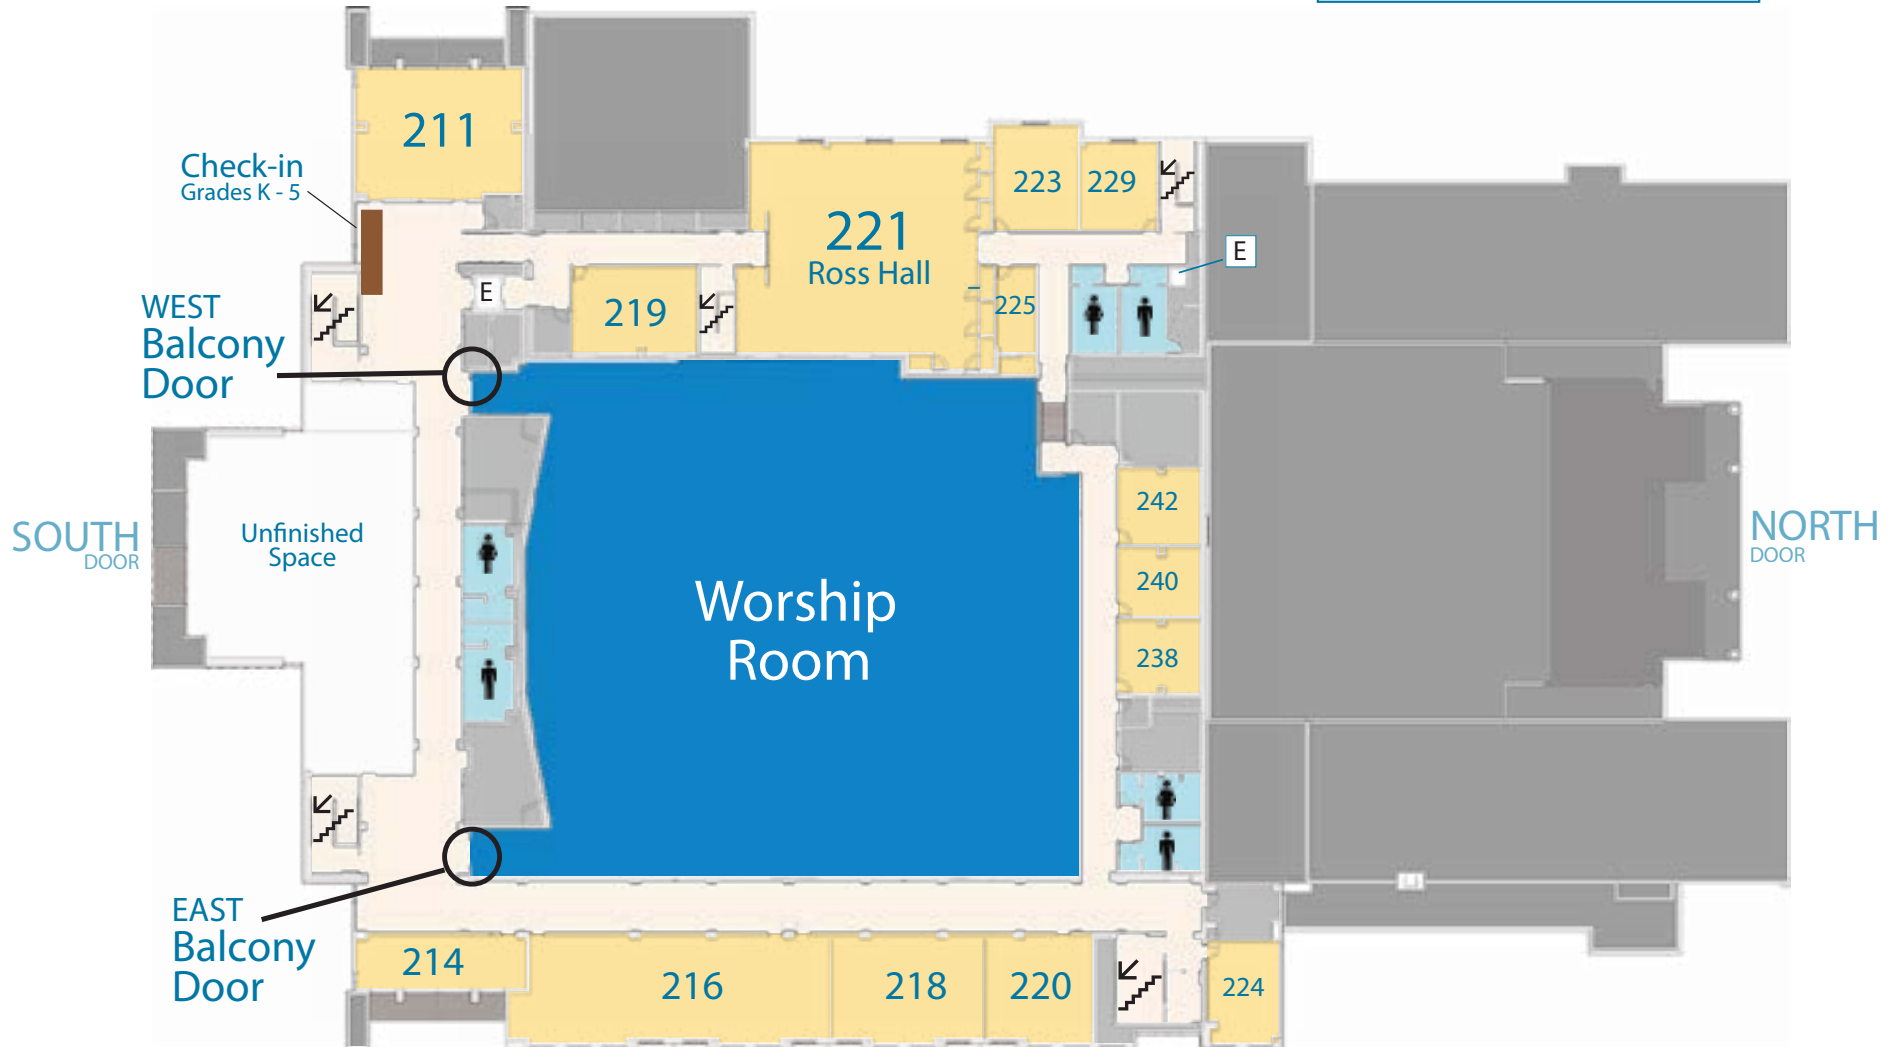 211
Check-in
Grades K - 5
223
229
221
Ross Hall
E
E
219
225
WEST
Balcony
Door
242
SOUTH
DOOR
Unfinished
Space
NORTH
DOOR
240
Worship
Room
238
EAST
Balcony
Door
214
216
218
220
224